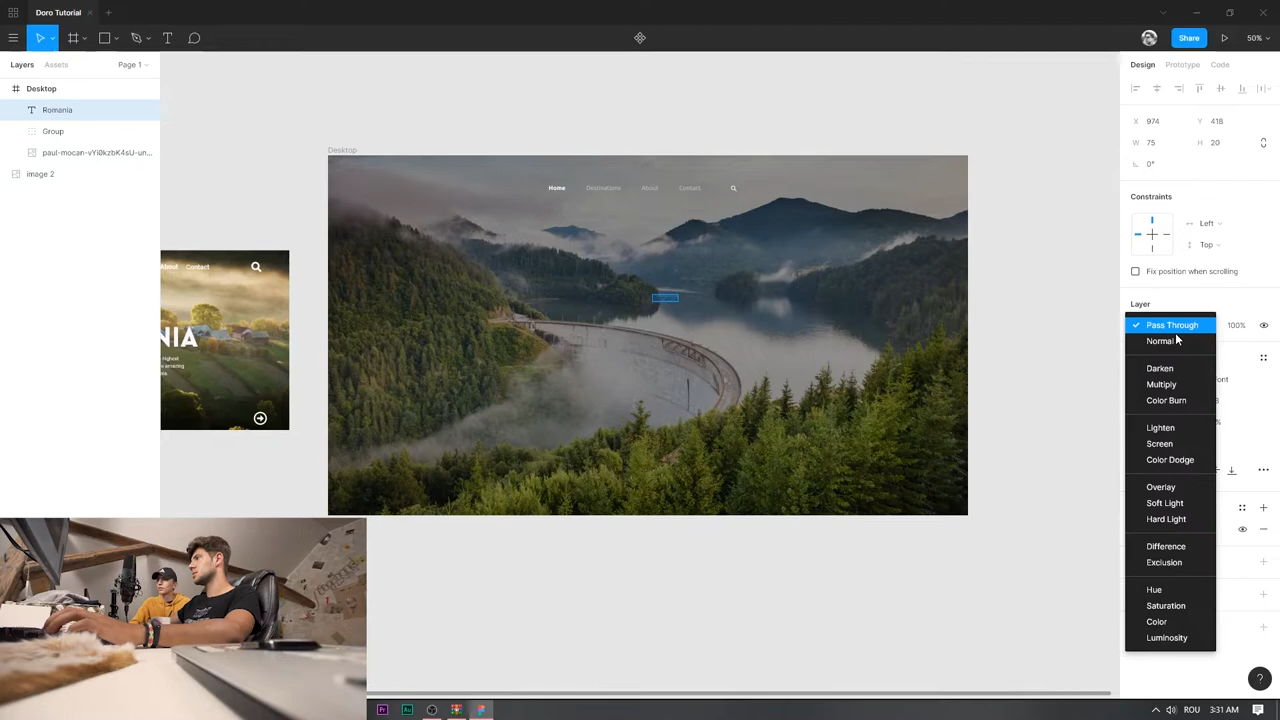 Doro Tutorial
Share
50%
Layers
Assets
Page 1
Desktop
Romania
Group
paul-mocan-vYi0kzbK4sU-un...
image 2
About
Contact
Desktop
Home
Destinations
About
Contact
Design
Prototype
Code
X 974
Y 418
W 75
H 20
0°
Constraints
Left
Top
Fix position when scrolling
Layer
Pass Through
100%
Normal
Darken
Multiply
Color Burn
Lighten
Screen
Color Dodge
Overlay
Soft Light
Hard Light
Difference
Exclusion
Hue
Saturation
Color
Luminosity
?
Pr
Au
ROU
3:31 AM